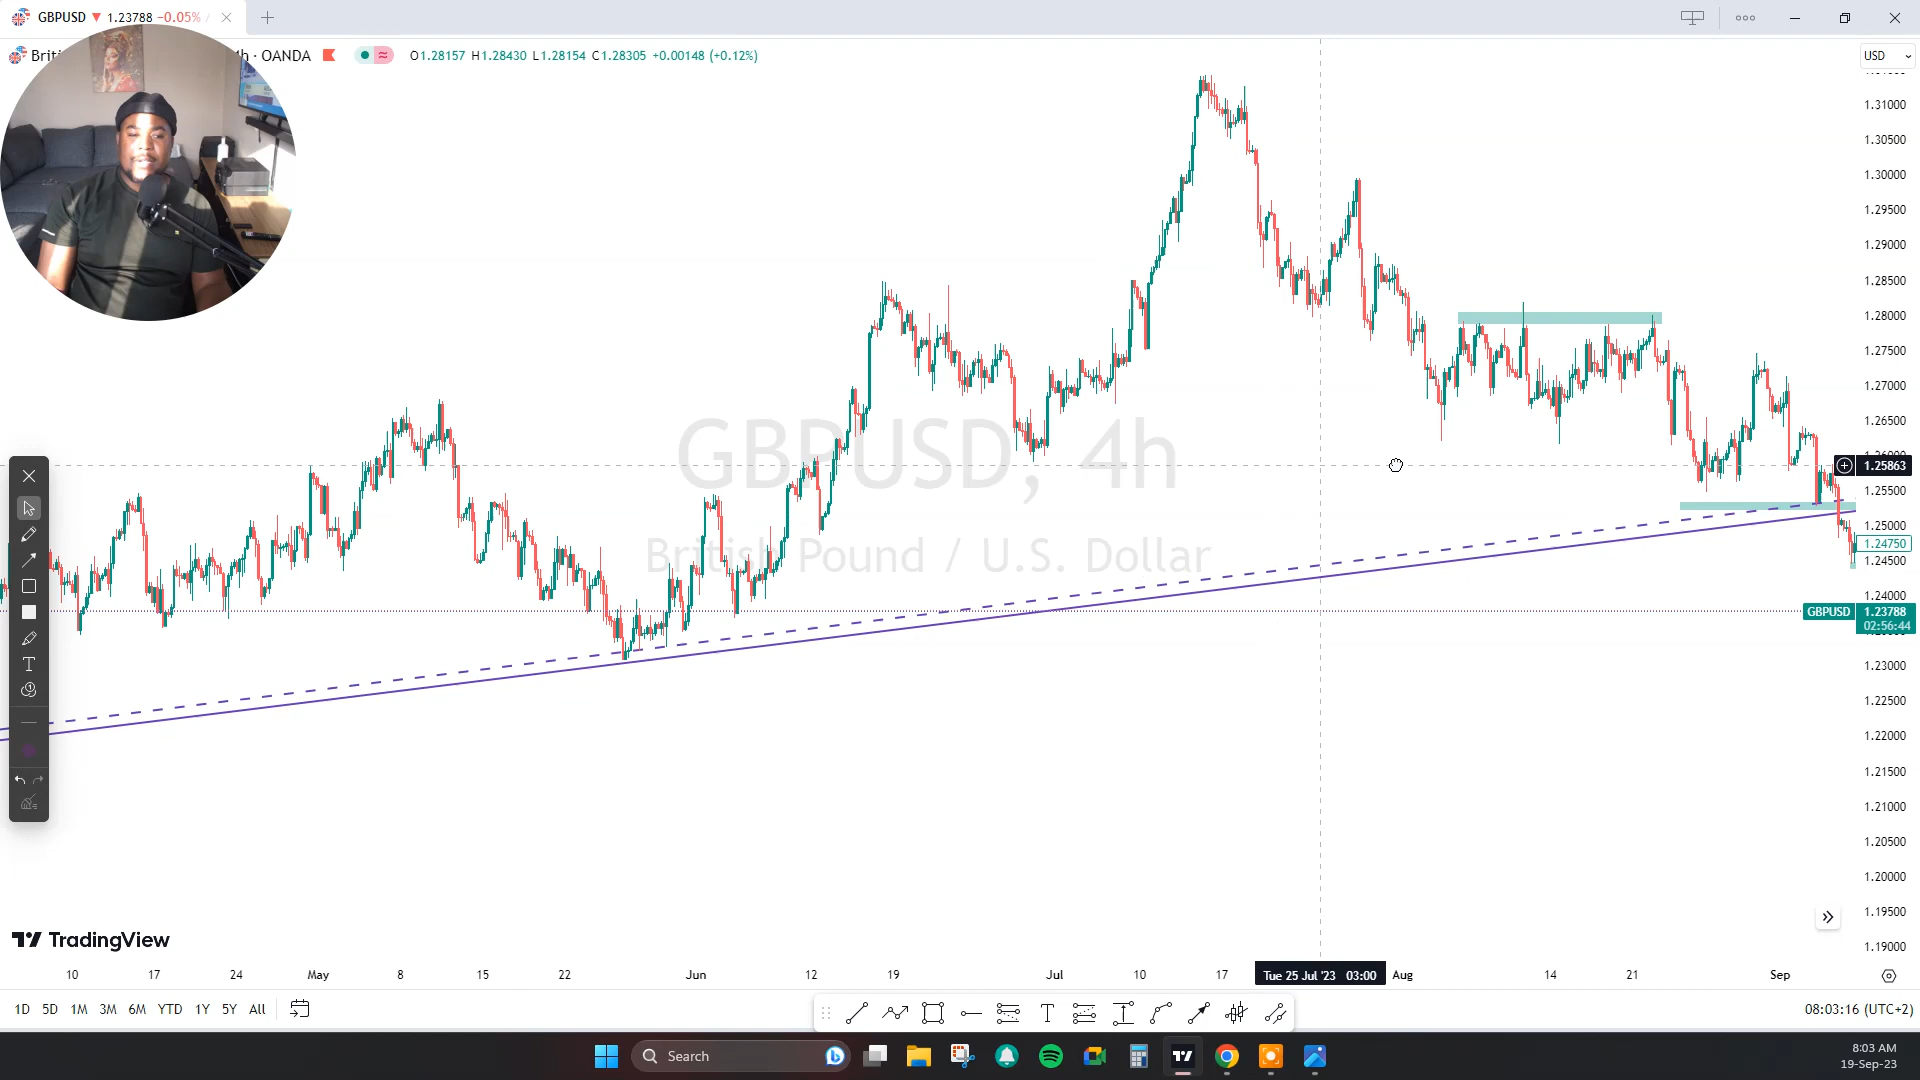 GBPUSD 1.23788 −0.05% /
Brit
h · OANDA
O1.28157 H1.28430 L1.28154 C1.28305 +0.00148 (+0.12%)
USD
1.31000
1.30500
1.30000
1.29500
1.29000
1.28500
1.28000
1.27500
1.27000
1.26500
1.25863
1.25500
1.25000
1.24750
1.24500
1.24000
GBPUSD 1.23788
02:56:44
1.23000
1.22500
1.22000
1.21500
1.21000
1.20500
1.20000
1.19500
1.19000
GBPUSD, 4h
British Pound / U.S. Dollar
TradingView
10 17 24 May 8 15 22 Jun 12 19 Jul 10 17 Tue 25 Jul '23 03:00 Aug 14 21 Sep
1D 5D 1M 3M 6M YTD 1Y 5Y All
08:03:16 (UTC+2)
Search
8:03 AM
19-Sep-23